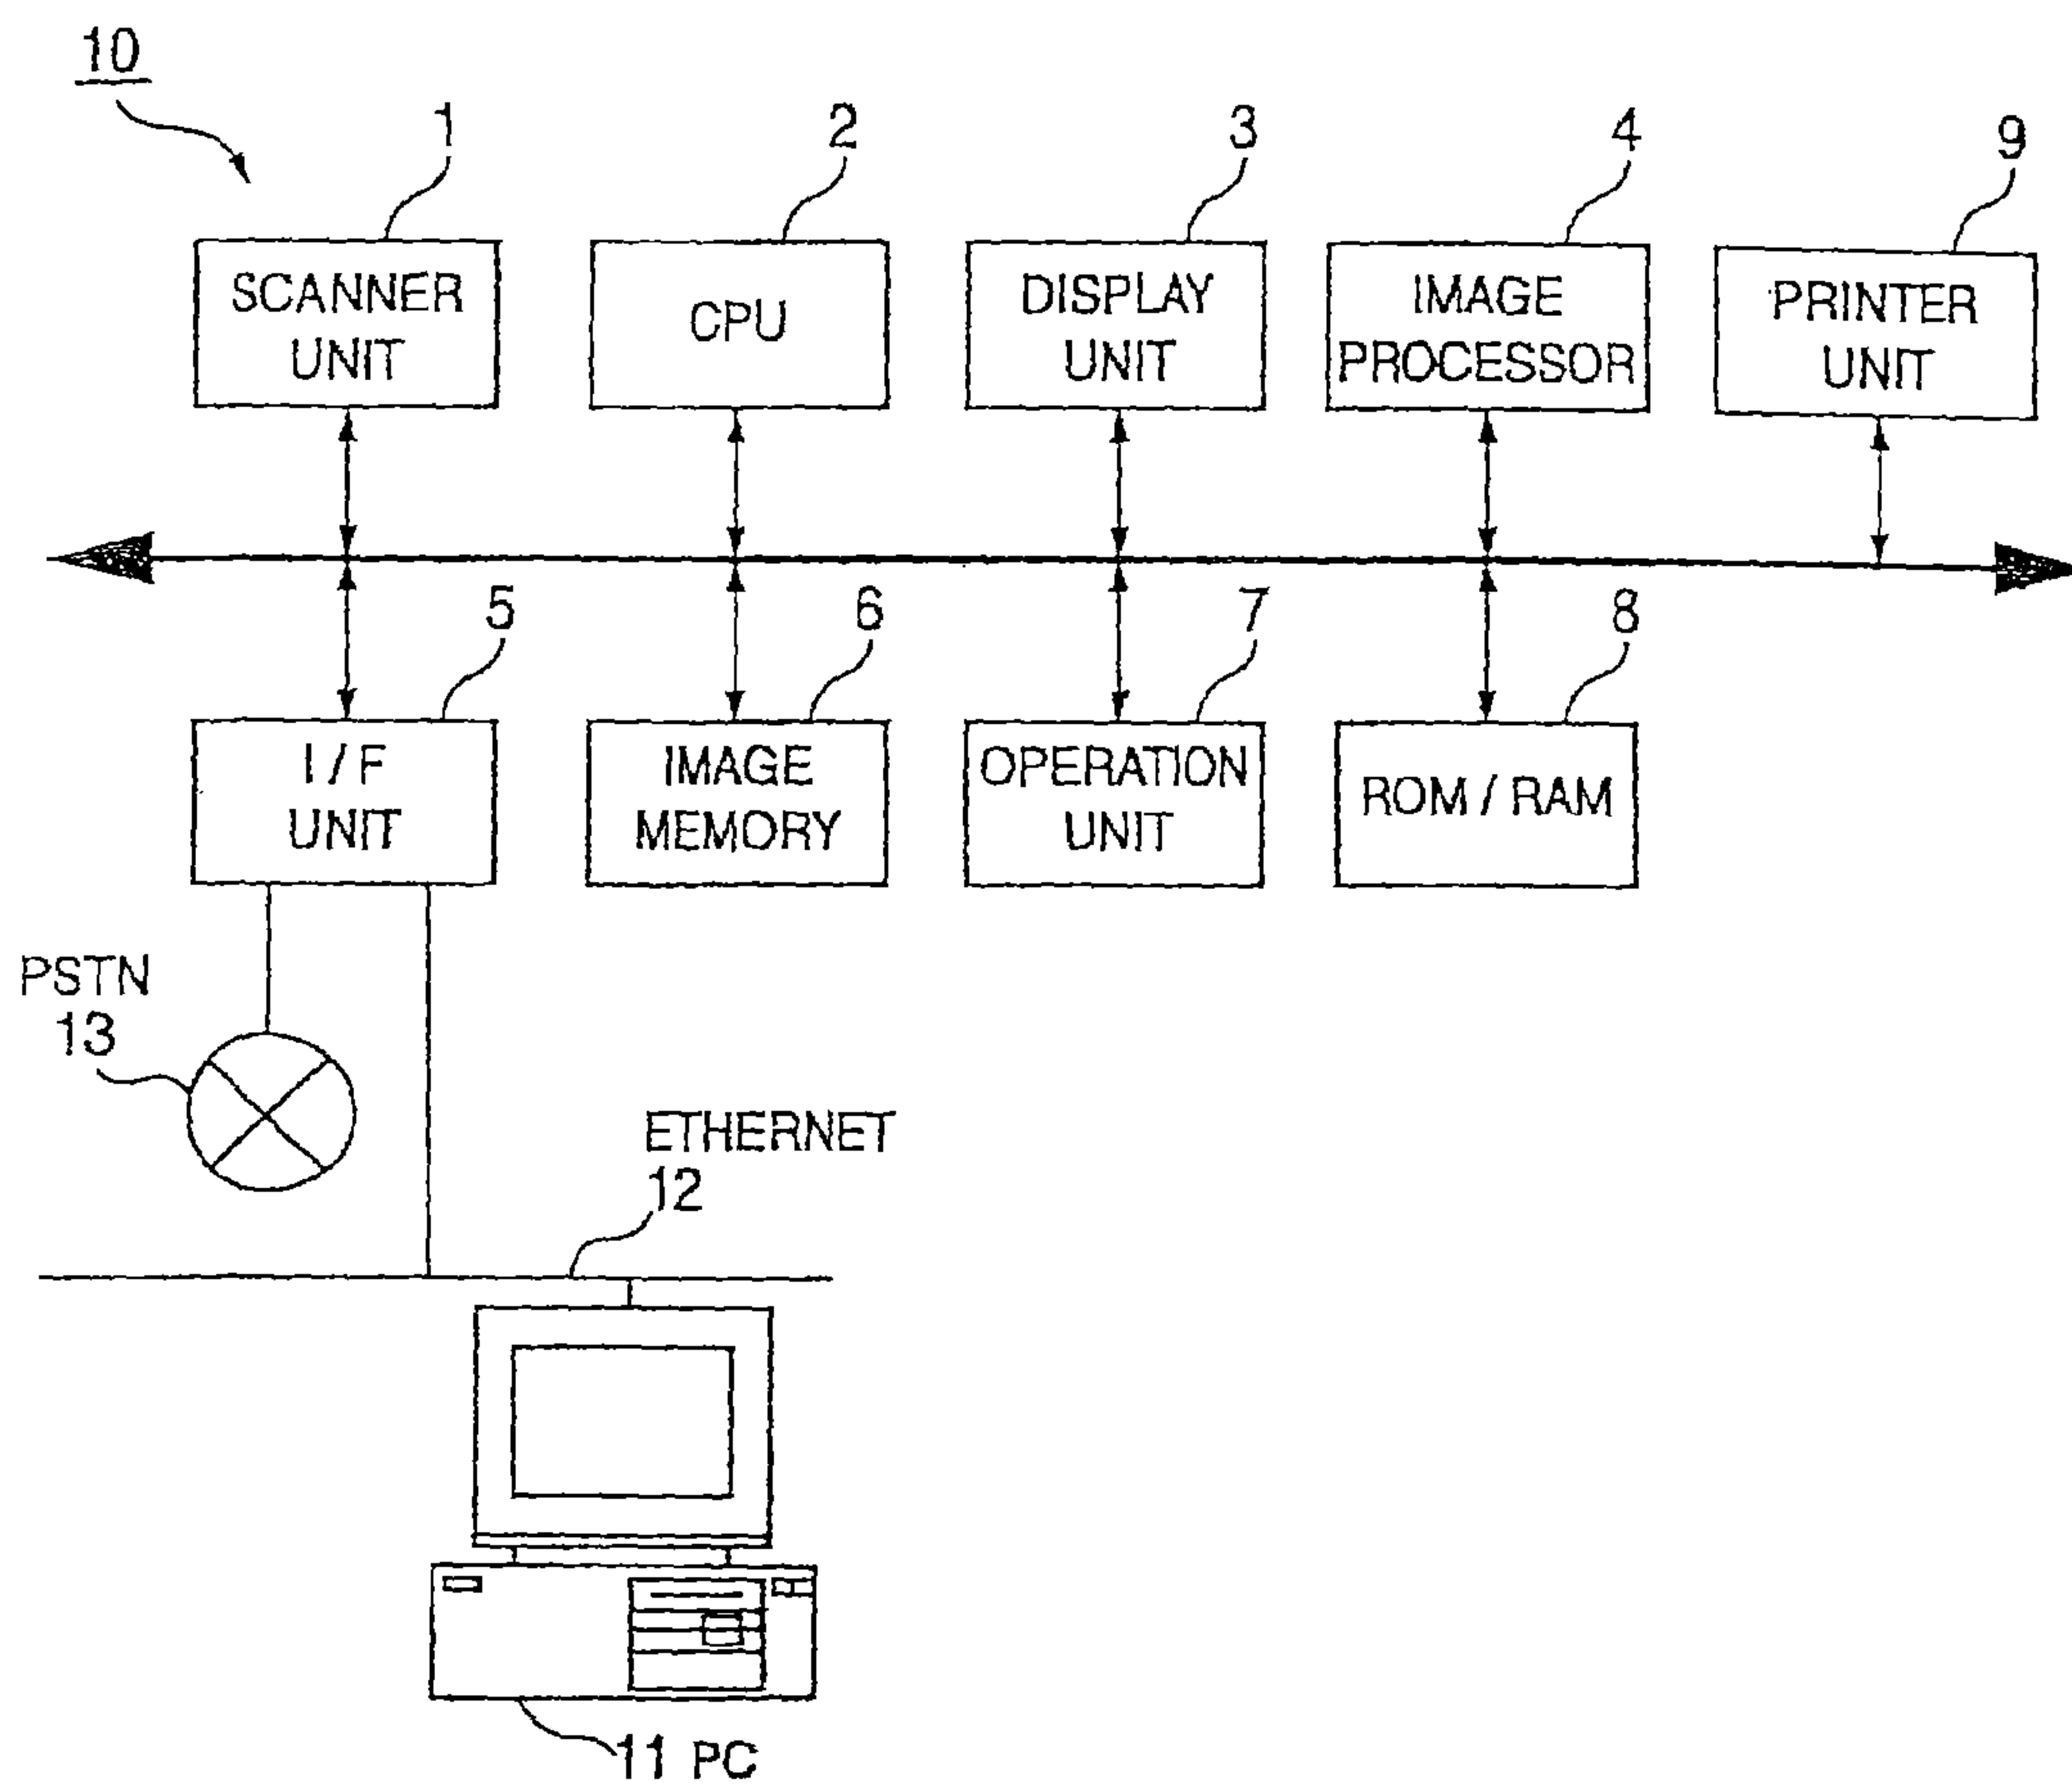 10
1
2
3
4
9
SCANNER
UNIT
CPU
DISPLAY
UNIT
IMAGE
PROCESSOR
PRINTER
UNIT
5
6
7
8
I / F
UNIT
IMAGE
MEMORY
OPERATION
UNIT
ROM / RAM
PSTN
13
ETHERNET
12
11 PC